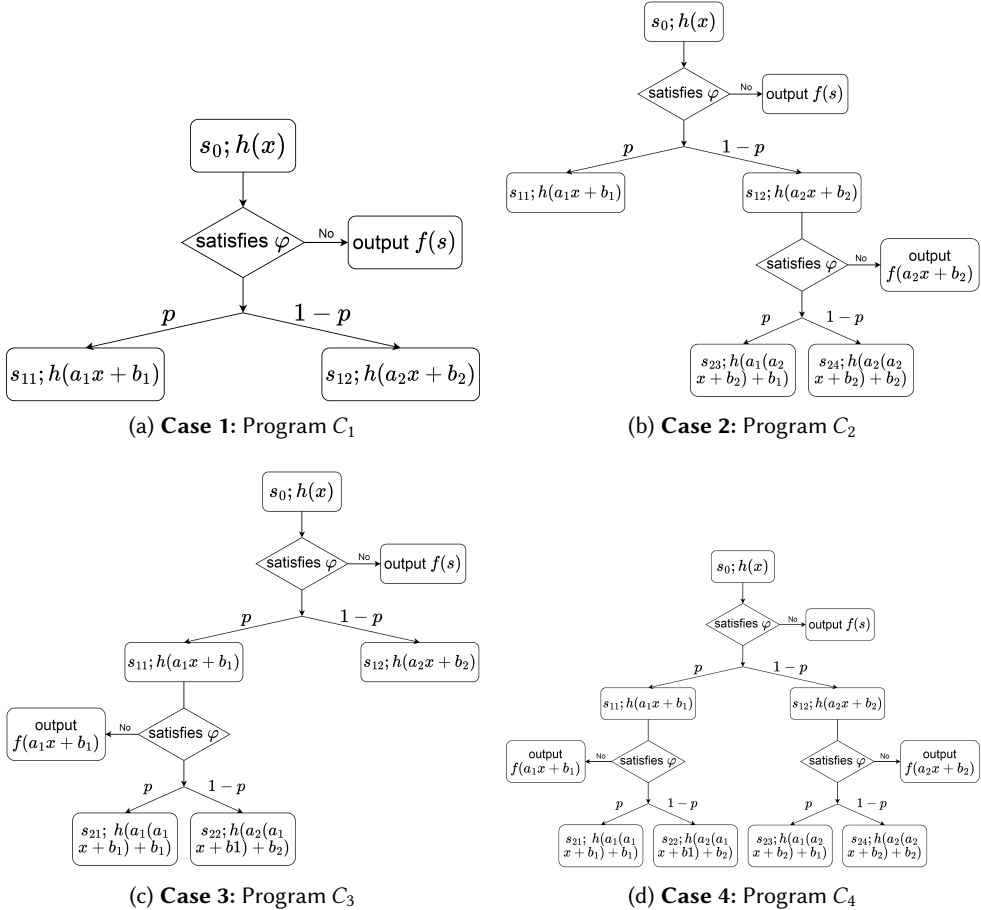 s₀; h(x)
satisfies φ
No
output f(s)
p
1 − p
s₁₁; h(a₁x + b₁)
s₁₂; h(a₂x + b₂)
(a) Case 1: Program C₁
s₀; h(x)
satisfies φ
No
output f(s)
p
1 − p
s₁₁; h(a₁x + b₁)
s₁₂; h(a₂x + b₂)
satisfies φ
No
output
f(a₂x + b₂)
p
1 − p
s₂₃; h(a₁(a₂
x + b₂) + b₁)
s₂₄; h(a₂(a₂
x + b₂) + b₂)
(b) Case 2: Program C₂
s₀; h(x)
satisfies φ
No
output f(s)
p
1 − p
s₁₁; h(a₁x + b₁)
s₁₂; h(a₂x + b₂)
output
f(a₁x + b₁)
No
satisfies φ
p
1 − p
s₂₁; h(a₁(a₁
x + b₁) + b₁)
s₂₂; h(a₂(a₁
x + b1) + b₂)
(c) Case 3: Program C₃
s₀; h(x)
satisfies φ
No
output f(s)
p
1 − p
s₁₁; h(a₁x + b₁)
s₁₂; h(a₂x + b₂)
output
f(a₁x + b₁)
No
satisfies φ
satisfies φ
No
output
f(a₂x + b₂)
p
1 − p
p
1 − p
s₂₁; h(a₁(a₁
x + b₁) + b₁)
s₂₂; h(a₂(a₁
x + b1) + b₂)
s₂₃; h(a₁(a₂
x + b₂) + b₁)
s₂₄; h(a₂(a₂
x + b₂) + b₂)
(d) Case 4: Program C₄